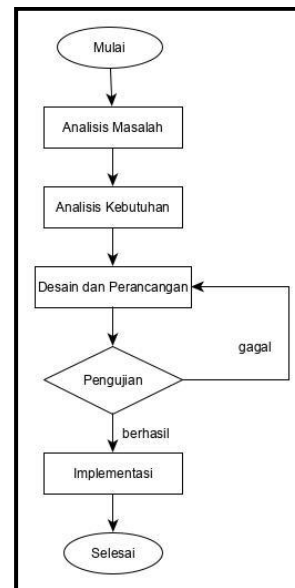 Mulai
Analisis Masalah
Analisis Kebutuhan
Desain dan Perancangan
gagal
Pengujian
berhasil
Implementasi
Selesai